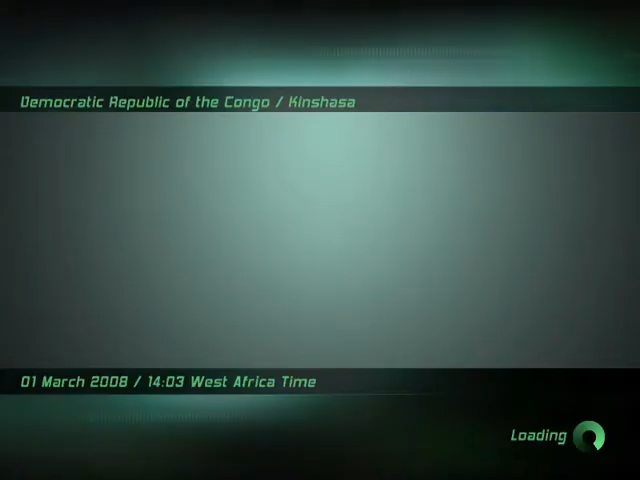 Democratic Republic of the Congo / Kinshasa
01 March 2008 / 14:03 West Africa Time
Loading